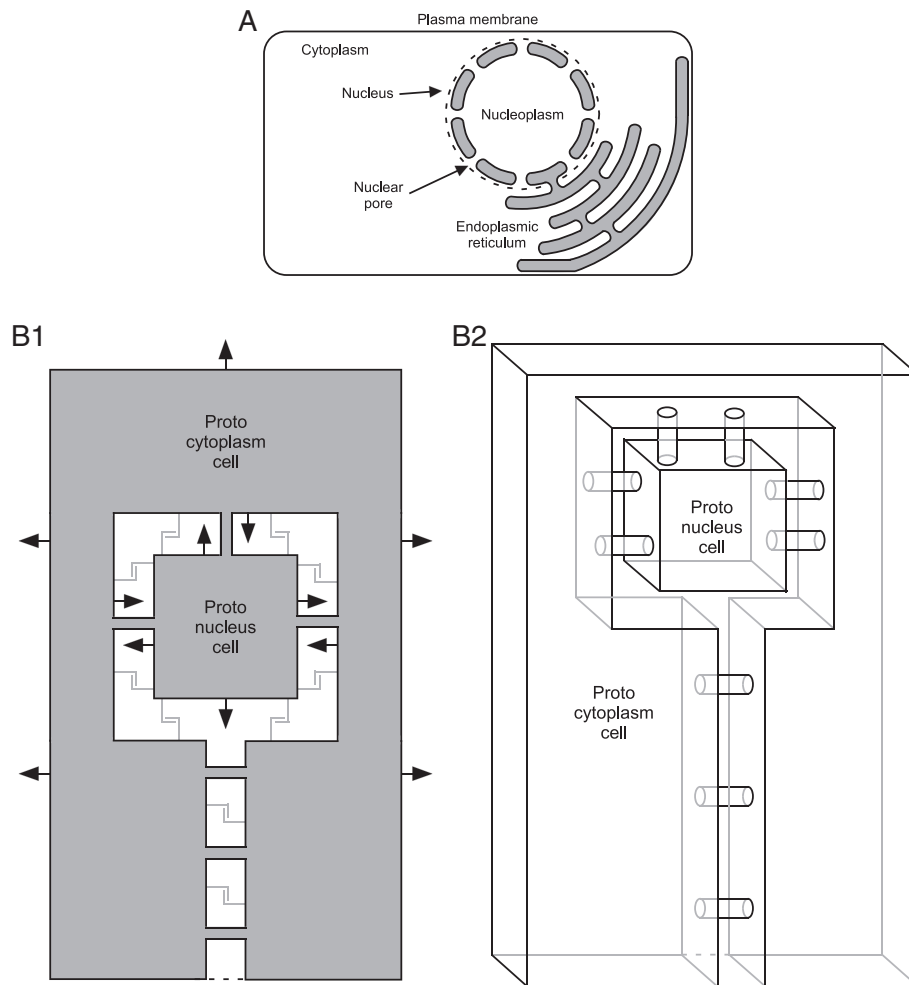 A
Plasma membrane
Cytoplasm
Nucleus
Nucleoplasm
Nuclear
pore
Endoplasmic
reticulum
B1
Proto
cytoplasm
cell
Proto
nucleus
cell
B2
Proto
nucleus
cell
Proto
cytoplasm
cell